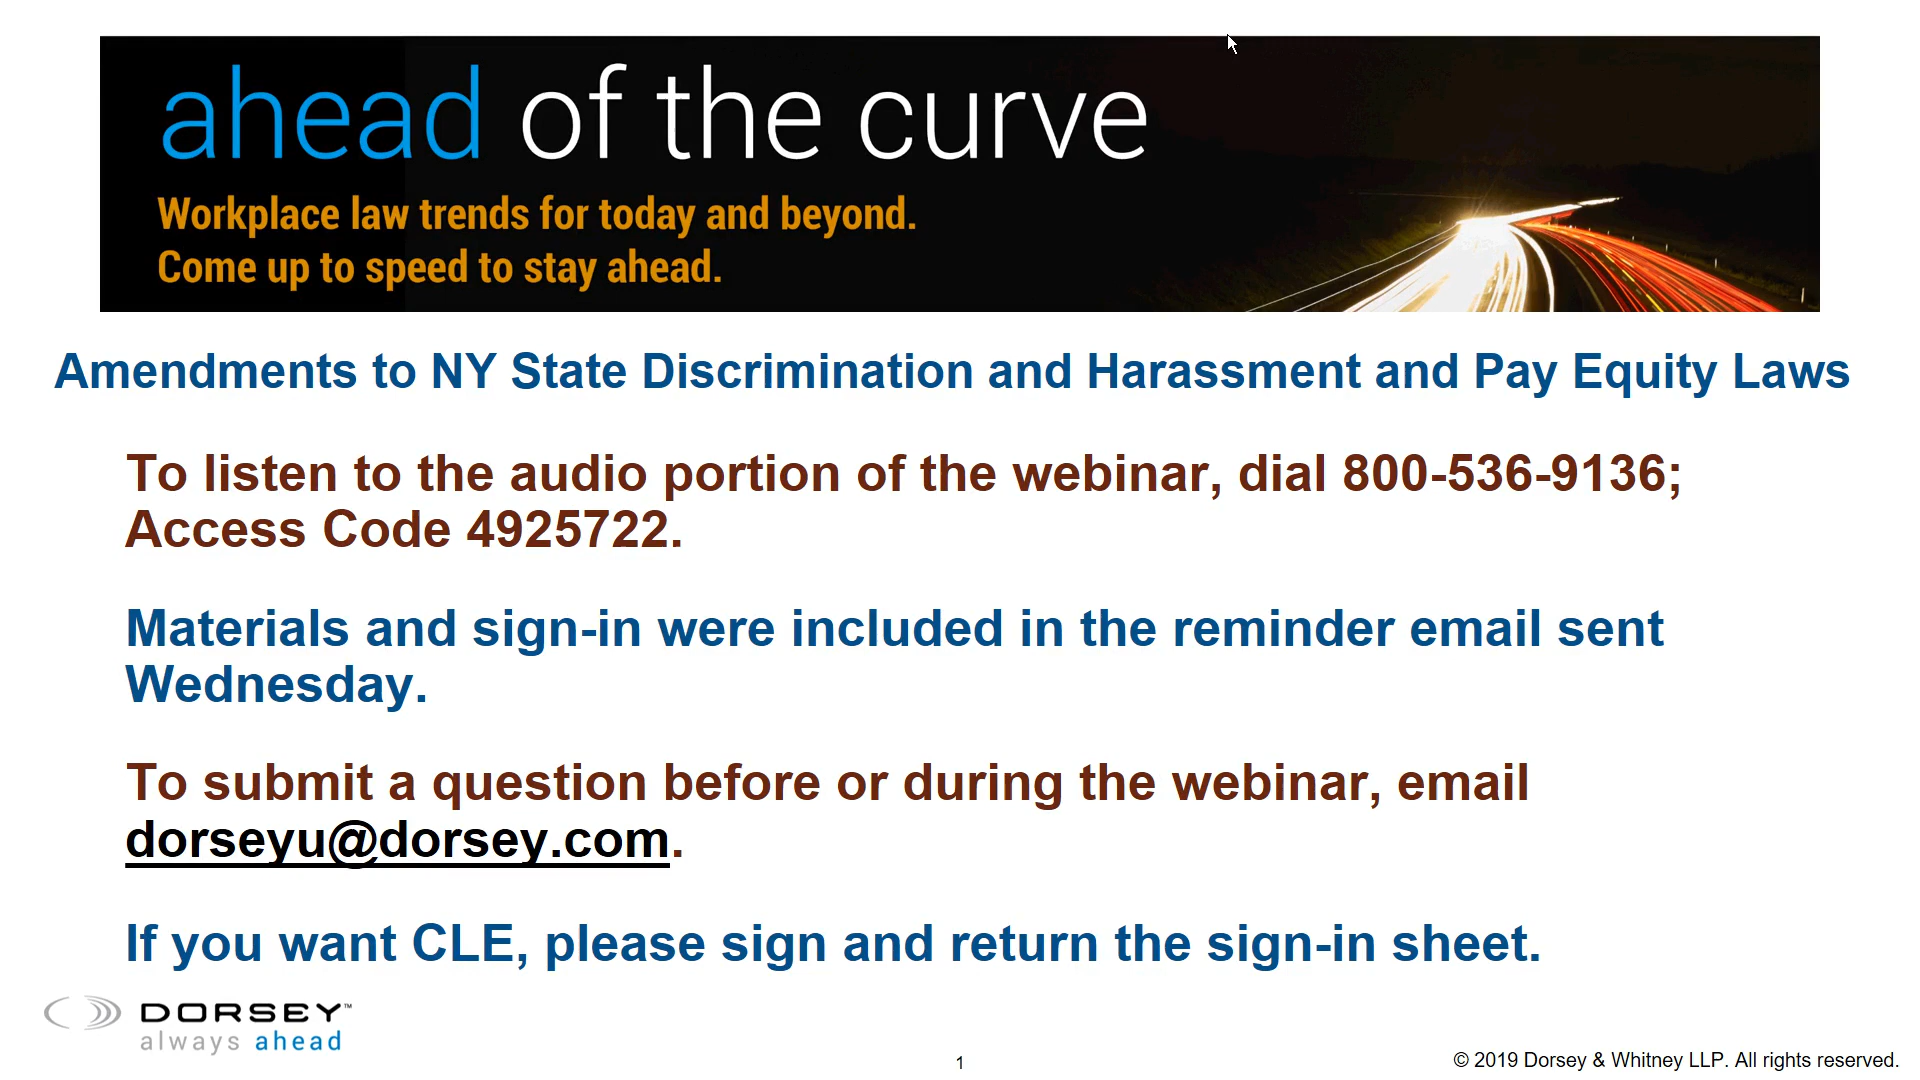 ahead of the curve
Workplace law trends for today and beyond.
Come up to speed to stay ahead.
Amendments to NY State Discrimination and Harassment and Pay Equity Laws
To listen to the audio portion of the webinar, dial 800-536-9136;
Access Code 4925722.
Materials and sign-in were included in the reminder email sent
Wednesday.
To submit a question before or during the webinar, email
dorseyu@dorsey.com.
If you want CLE, please sign and return the sign-in sheet.
DORSEY™
always ahead
1
© 2019 Dorsey & Whitney LLP. All rights reserved.